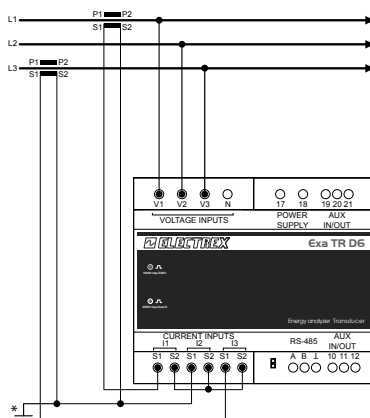 P1 P2
L1
S1 S2
L2
P1 P2
L3
S1 S2
V1 V2 V3 N 17 18 19 20 21
VOLTAGE INPUTS POWER SUPPLY AUX IN/OUT
ELECTREX Exa TR D6
Energy analyzer Transducer
CURRENT INPUTS
I1 I2 I3 RS-485 AUX IN/OUT
S1 S2 S1 S2 S1 S2 A B ⊥ 10 11 12
*